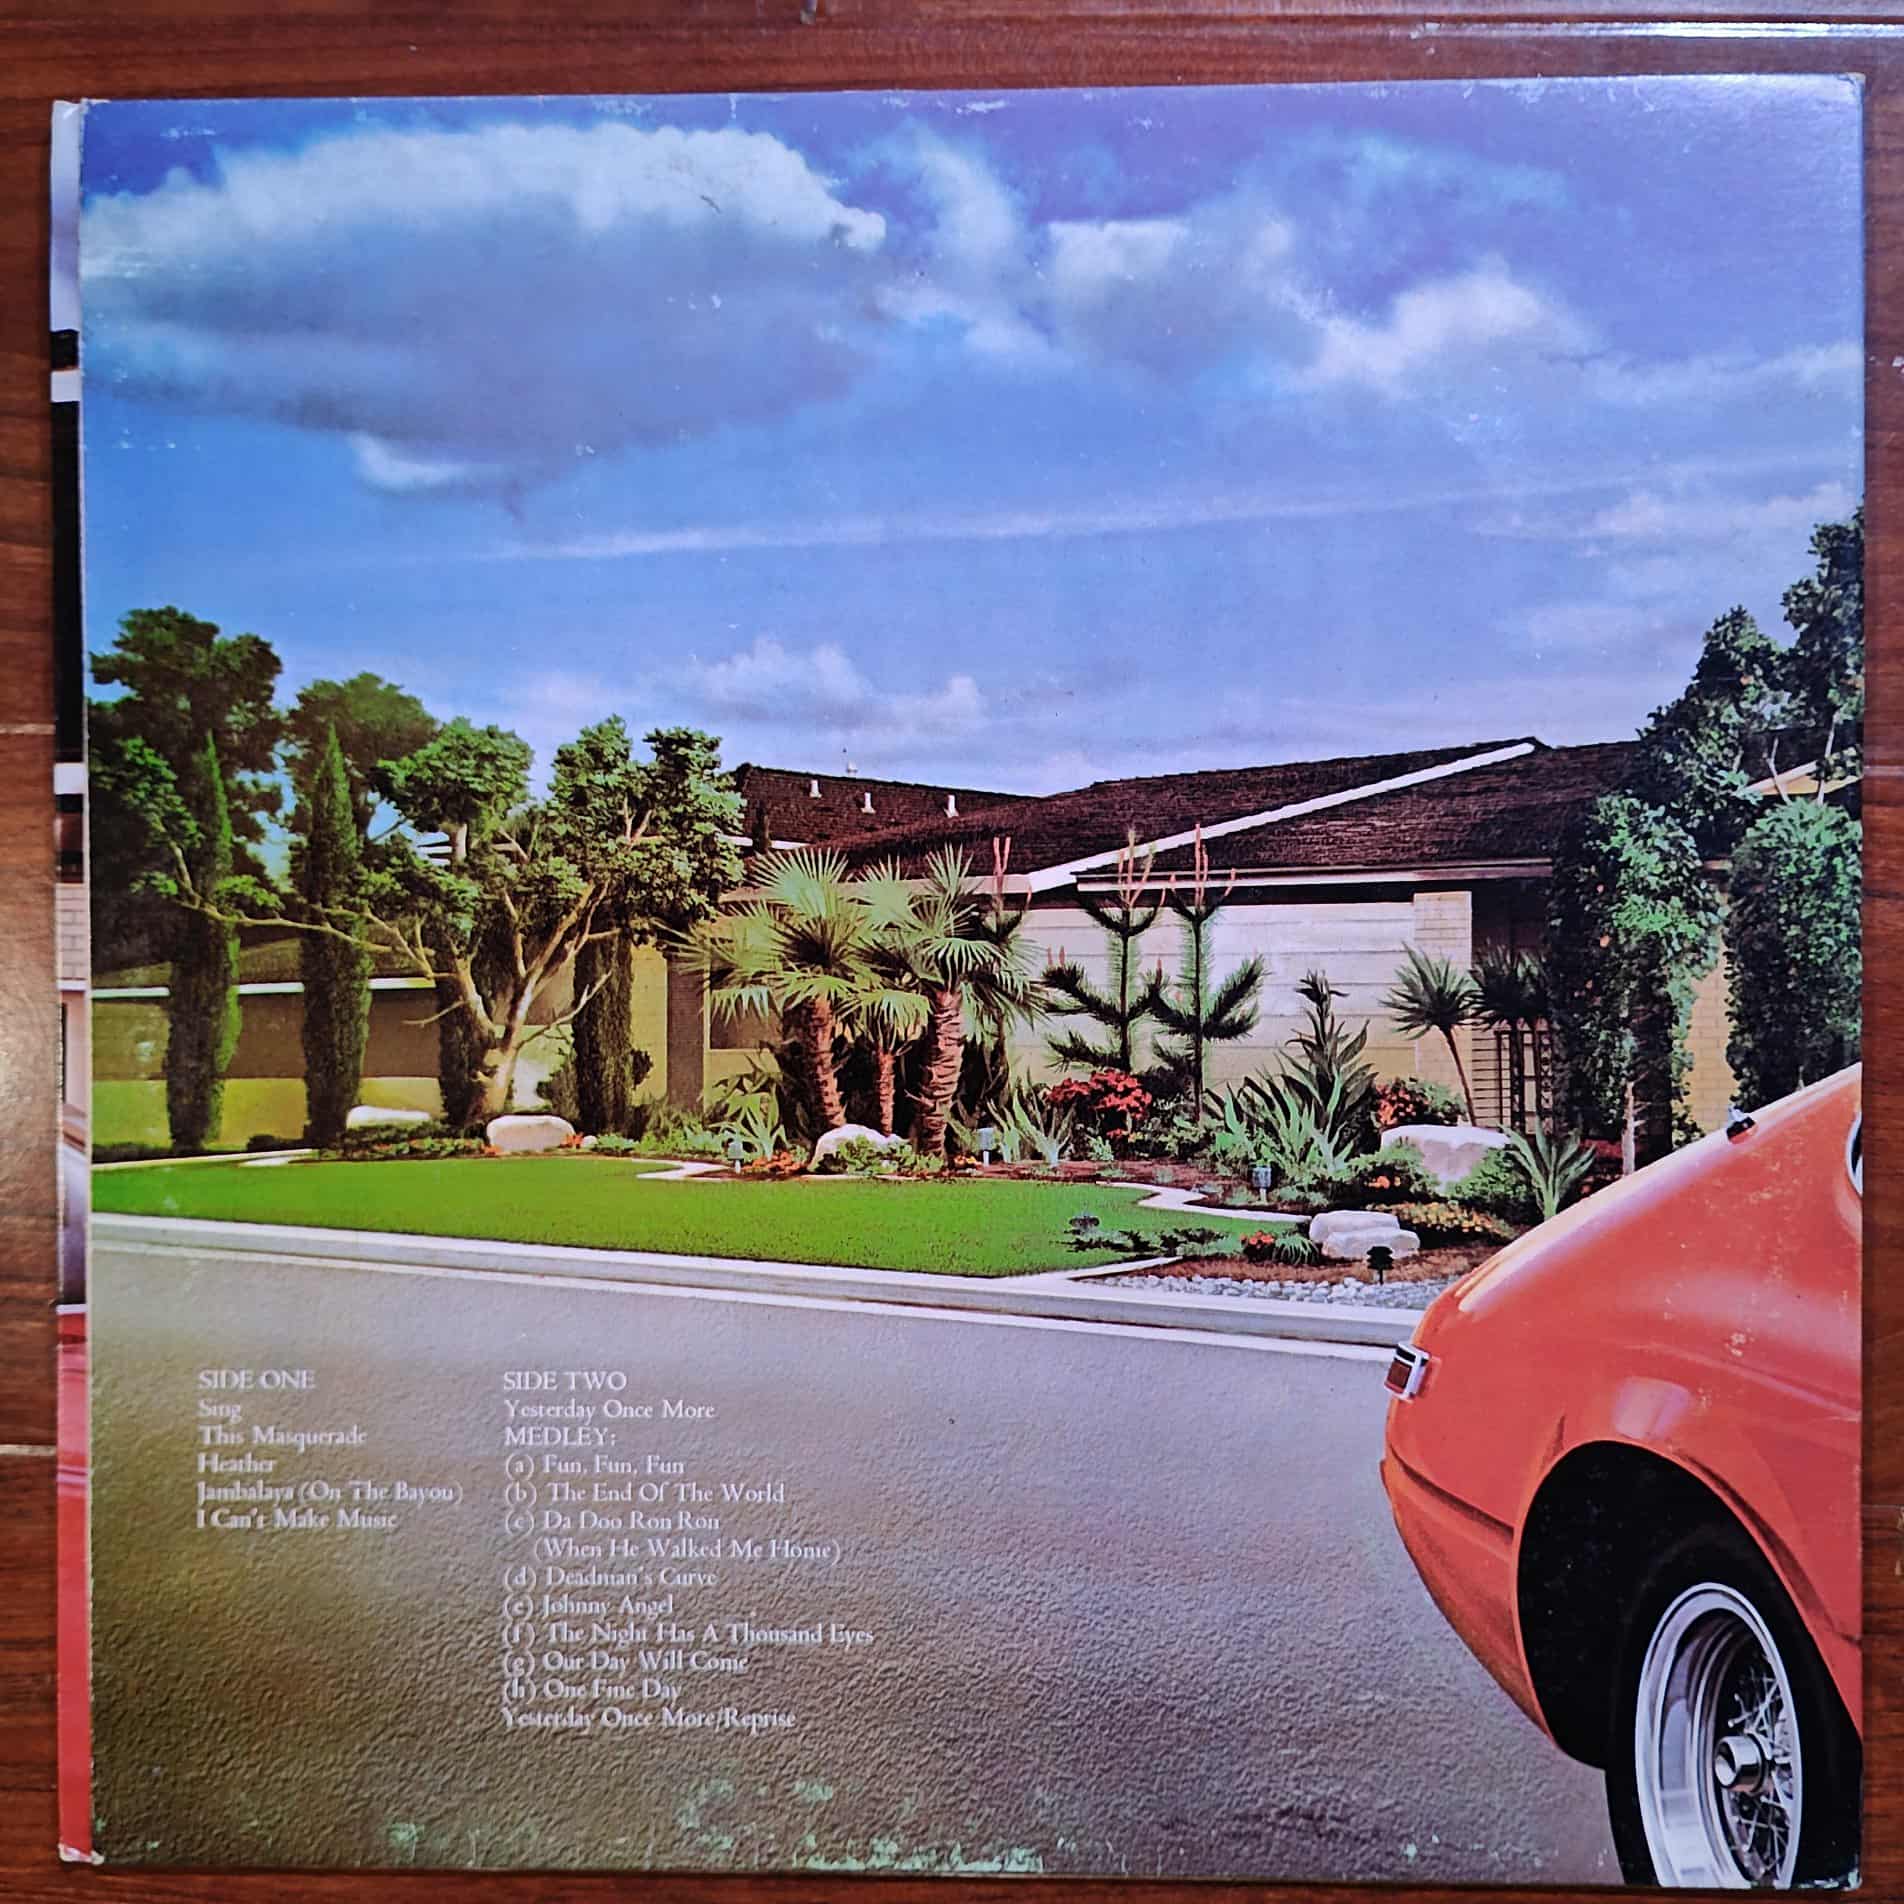 SIDE ONE
Sing
This Masquerade
Heather
Jambalaya (On The Bayou)
I Can't Make Music
SIDE TWO
Yesterday Once More
MEDLEY:
(a) Fun, Fun, Fun
(b) The End Of The World
(c) Da Doo Ron Ron
(When He Walked Me Home)
(d) Deadman's Curve
(e) Johnny Angel
(f) The Night Has A Thousand Eyes
(g) Our Day Will Come
(h) One Fine Day
Yesterday Once More/Reprise